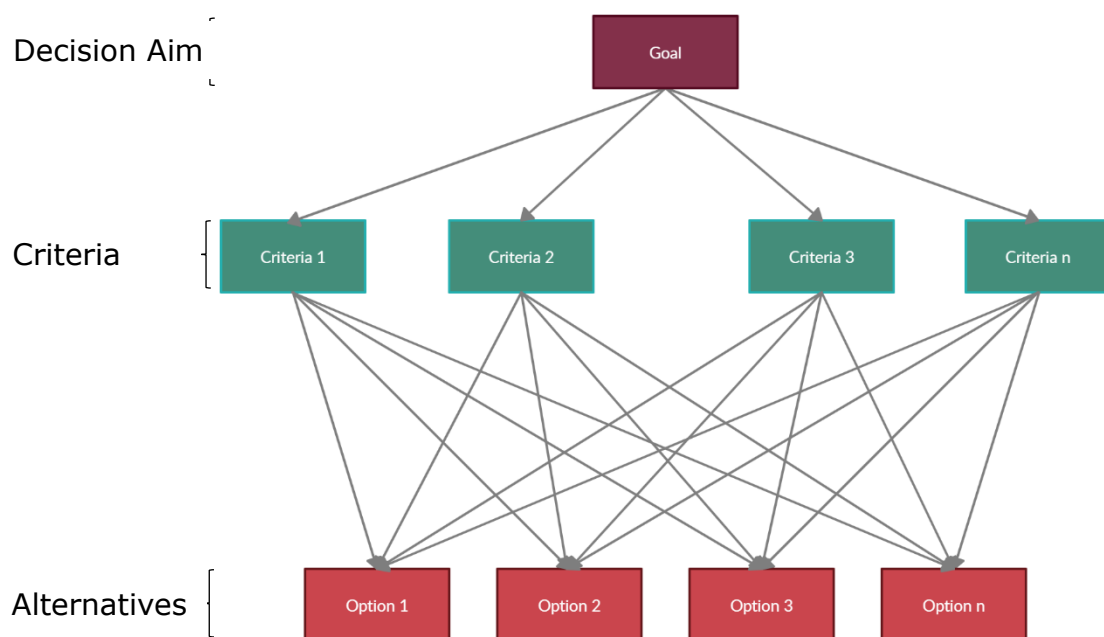 Decision Aim
Goal
Criteria
Criteria 1
Criteria 2
Criteria 3
Criteria n
Alternatives
Option 1
Option 2
Option 3
Option n